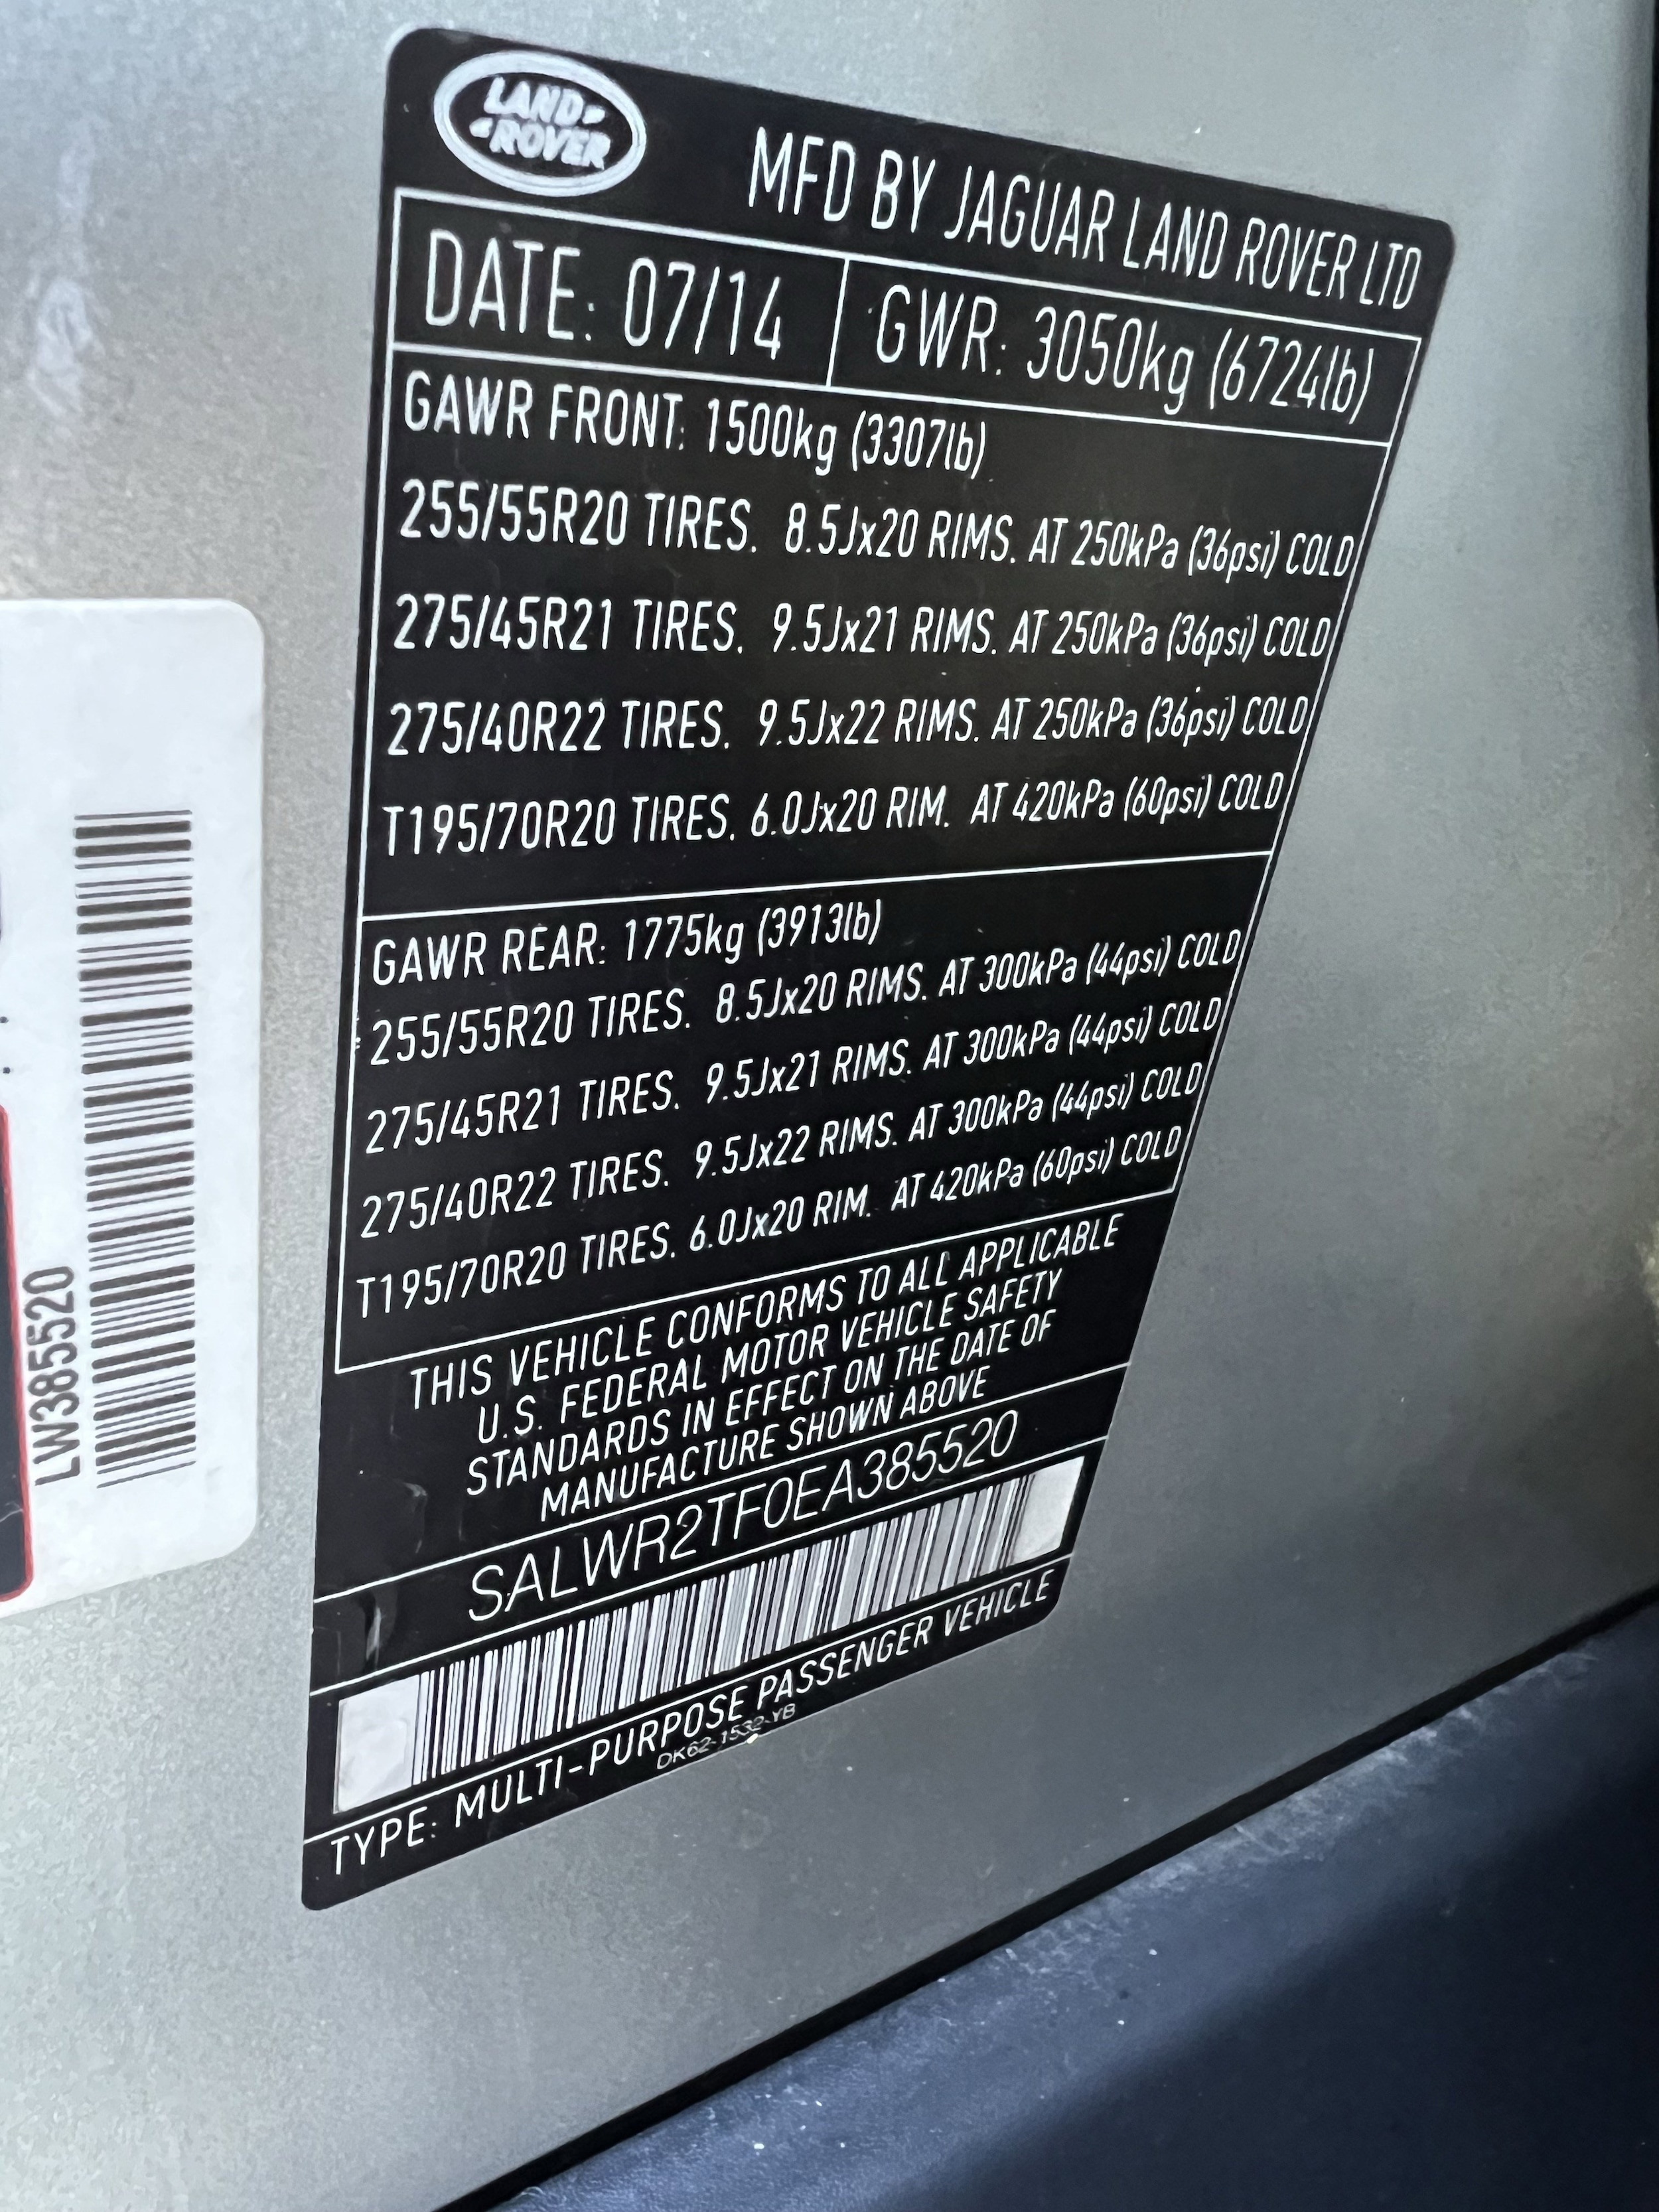 LAND
ROVER
MFD BY JAGUAR LAND ROVER LTD
DATE: 07/14 GWR: 3050kg (6724lb)
GAWR FRONT: 1500kg (3307lb)
255/55R20 TIRES. 8.5Jx20 RIMS. AT 250kPa (36psi) COLD
275/45R21 TIRES. 9.5Jx21 RIMS. AT 250kPa (36psi) COLD
275/40R22 TIRES. 9.5Jx22 RIMS. AT 250kPa (36psi) COLD
T195/70R20 TIRES. 6.0Jx20 RIM. AT 420kPa (60psi) COLD
GAWR REAR: 1775kg (3913lb)
255/55R20 TIRES. 8.5Jx20 RIMS. AT 300kPa (44psi) COLD
275/45R21 TIRES. 9.5Jx21 RIMS. AT 300kPa (44psi) COLD
275/40R22 TIRES. 9.5Jx22 RIMS. AT 300kPa (44psi) COLD
T195/70R20 TIRES. 6.0Jx20 RIM. AT 420kPa (60psi) COLD
THIS VEHICLE CONFORMS TO ALL APPLICABLE
U.S. FEDERAL MOTOR VEHICLE SAFETY
STANDARDS IN EFFECT ON THE DATE OF
MANUFACTURE SHOWN ABOVE
SALWR2TF0EA385520
TYPE: MULTI-PURPOSE PASSENGER VEHICLE
DK62-1532-YB
LW385520